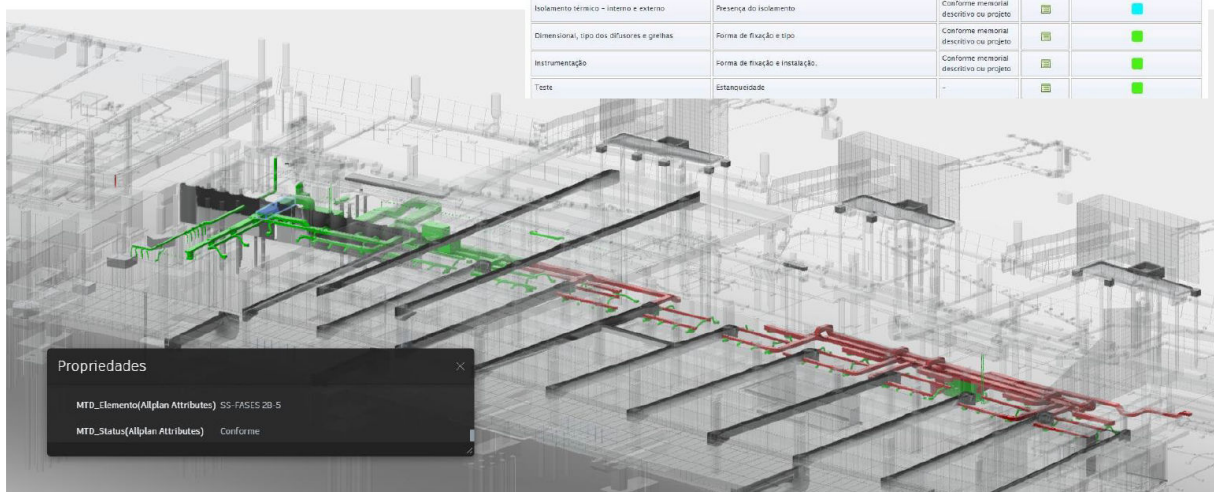 Isolamento térmico – interno e externo
Presença do isolamento
Conforme memorial
descritivo ou projeto
Dimensional, tipo dos difusores e grelhas
Forma de fixação e tipo
Conforme memorial
descritivo ou projeto
Instrumentação
Forma de fixação e instalação.
Conforme memorial
descritivo ou projeto
Teste
Estanqueidade
-
Propriedades
MTD_Elemento(Allplan Attributes) SS-FASES 2B-5
MTD_Status(Allplan Attributes) Conforme